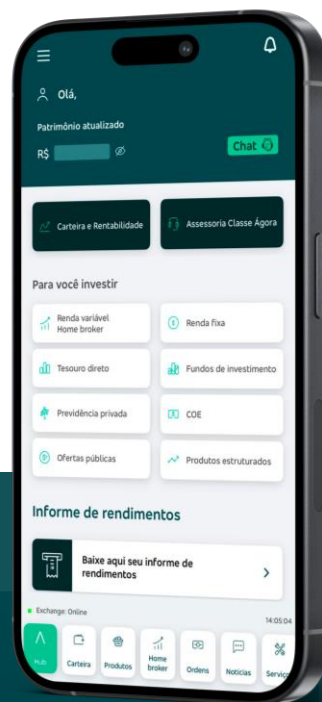 Olá,
Patrimônio atualizado
R$
Chat
Carteira e Rentabilidade
Assessoria Classe Ágora
Para você investir
Renda variável
Home broker
Renda fixa
Tesouro direto
Fundos de investimento
Previdência privada
COE
Ofertas públicas
Produtos estruturados
Informe de rendimentos
Baixe aqui seu informe de
rendimentos
Exchange: Online
14:05:04
Hub
Carteira
Produtos
Home
broker
Ordens
Notícias
Serviço